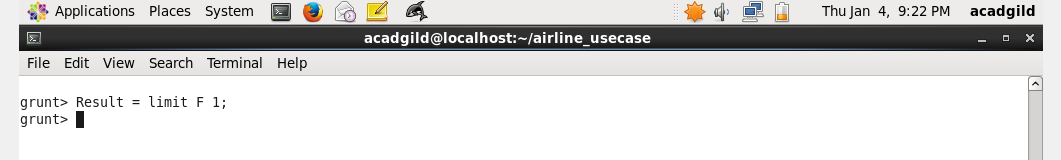 Applications Places System Thu Jan 4, 9:22 PM acadgild
acadgild@localhost:~/airline_usecase
File Edit View Search Terminal Help
grunt> Result = limit F 1;
grunt>